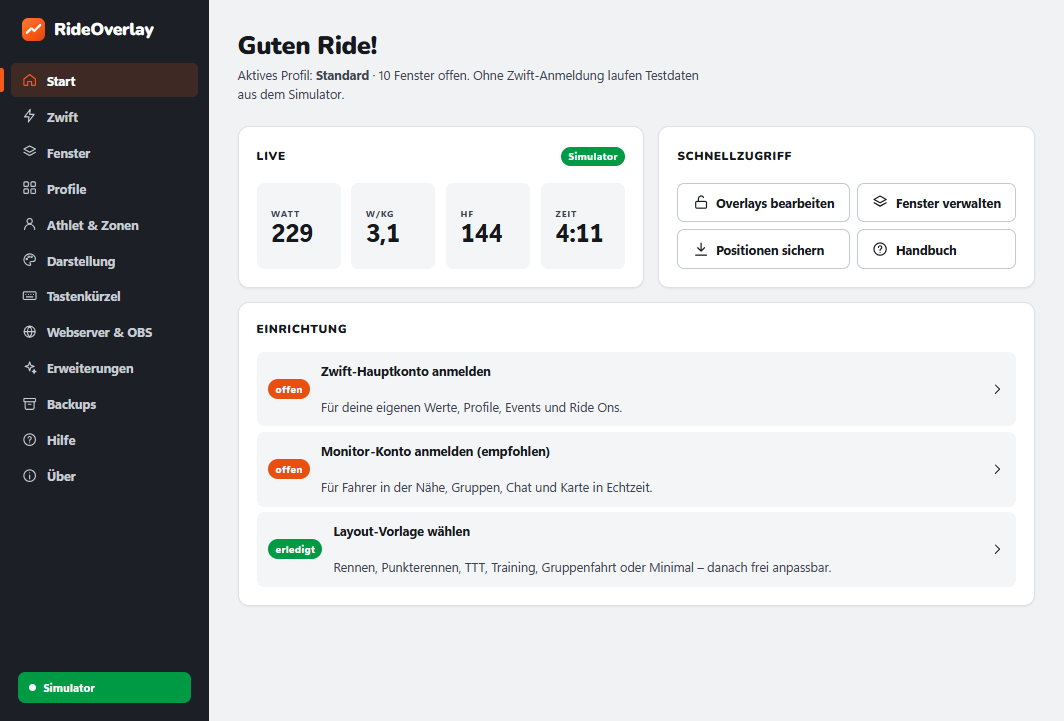 RideOverlay
Start
Zwift
Fenster
Profile
Athlet & Zonen
Darstellung
Tastenkürzel
Webserver & OBS
Erweiterungen
Backups
Hilfe
Über
Simulator
Guten Ride!
Aktives Profil: Standard · 10 Fenster offen. Ohne Zwift-Anmeldung laufen Testdaten
aus dem Simulator.
LIVE
Simulator
WATT
229
W/KG
3,1
HF
144
ZEIT
4:11
SCHNELLZUGRIFF
Overlays bearbeiten
Fenster verwalten
Positionen sichern
Handbuch
EINRICHTUNG
offen
Zwift-Hauptkonto anmelden
Für deine eigenen Werte, Profile, Events und Ride Ons.
offen
Monitor-Konto anmelden (empfohlen)
Für Fahrer in der Nähe, Gruppen, Chat und Karte in Echtzeit.
erledigt
Layout-Vorlage wählen
Rennen, Punkterennen, TTT, Training, Gruppenfahrt oder Minimal – danach frei anpassbar.